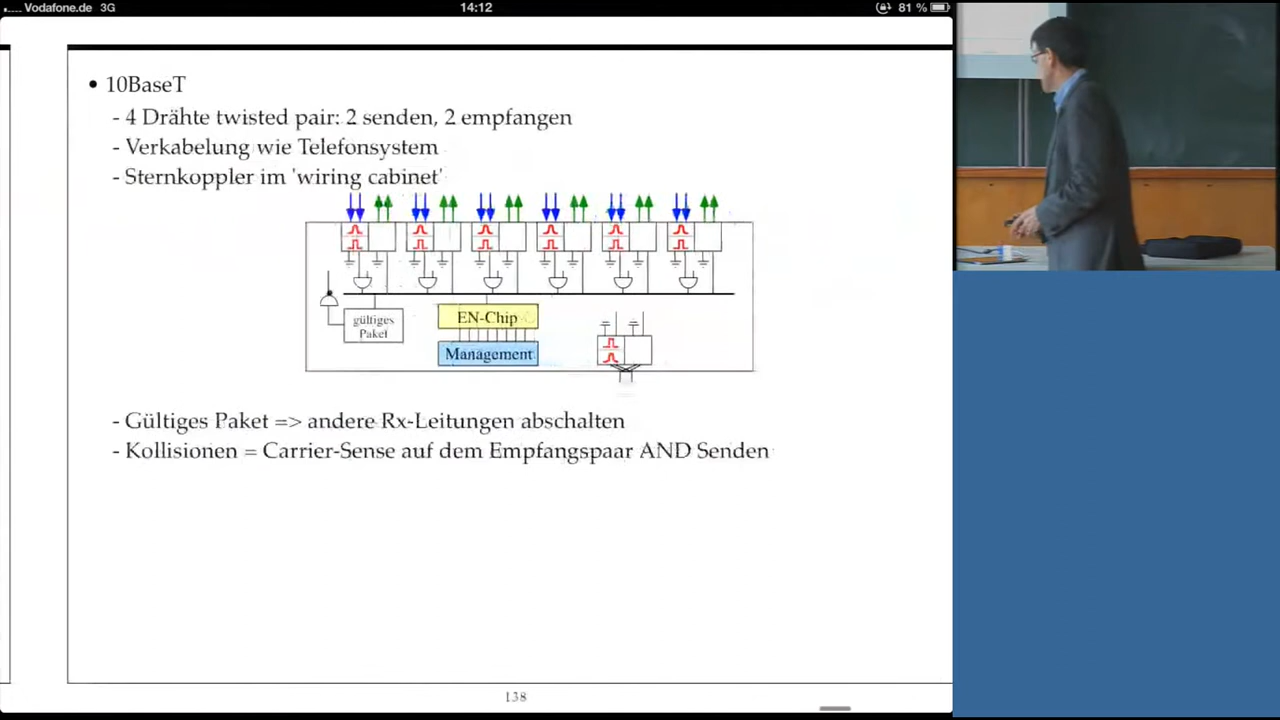 Vodafone.de 3G 14:12 81 %
• 10BaseT
- 4 Drähte twisted pair: 2 senden, 2 empfangen
- Verkabelung wie Telefonsystem
- Sternkoppler im 'wiring cabinet'
gültiges
Paket
EN-Chip
Management
- Gültiges Paket => andere Rx-Leitungen abschalten
- Kollisionen = Carrier-Sense auf dem Empfangspaar AND Senden
138